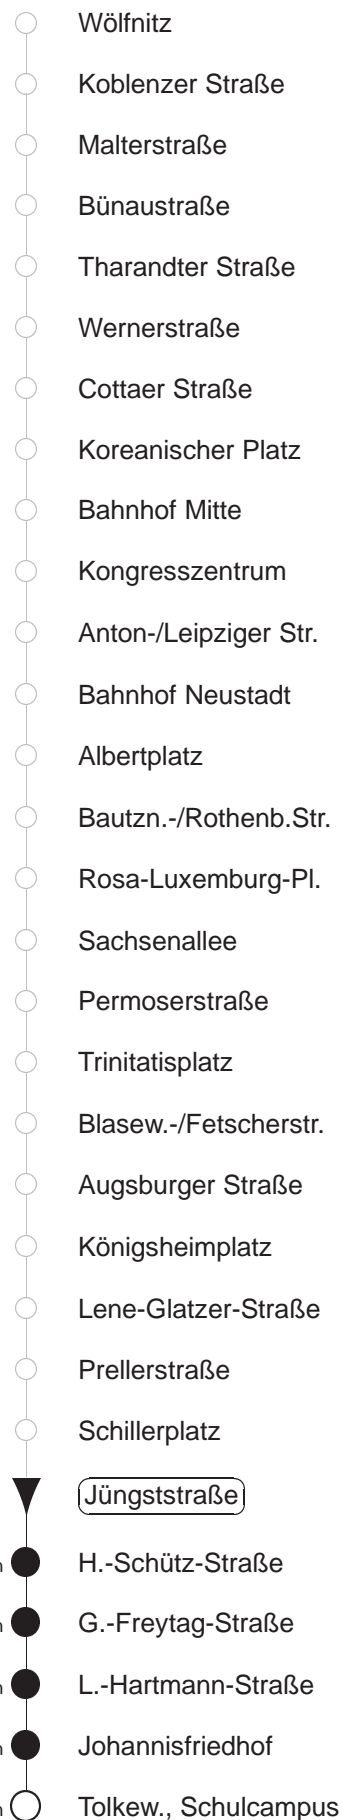 Wölfnitz
Koblenzer Straße
Malterstraße
Bünaustraße
Tharandter Straße
Wernerstraße
Cottaer Straße
Koreanischer Platz
Bahnhof Mitte
Kongresszentrum
Anton-/Leipziger Str.
Bahnhof Neustadt
Albertplatz
Bautzn.-/Rothenb.Str.
Rosa-Luxemburg-Pl.
Sachsenallee
Permoserstraße
Trinitatisplatz
Blasew.-/Fetscherstr.
Augsburger Straße
Königsheimplatz
Lene-Glatzer-Straße
Prellerstraße
Schillerplatz
Jüngststraße
H.-Schütz-Straße
G.-Freytag-Straße
L.-Hartmann-Straße
Johannisfriedhof
Tolkew., Schulcampus